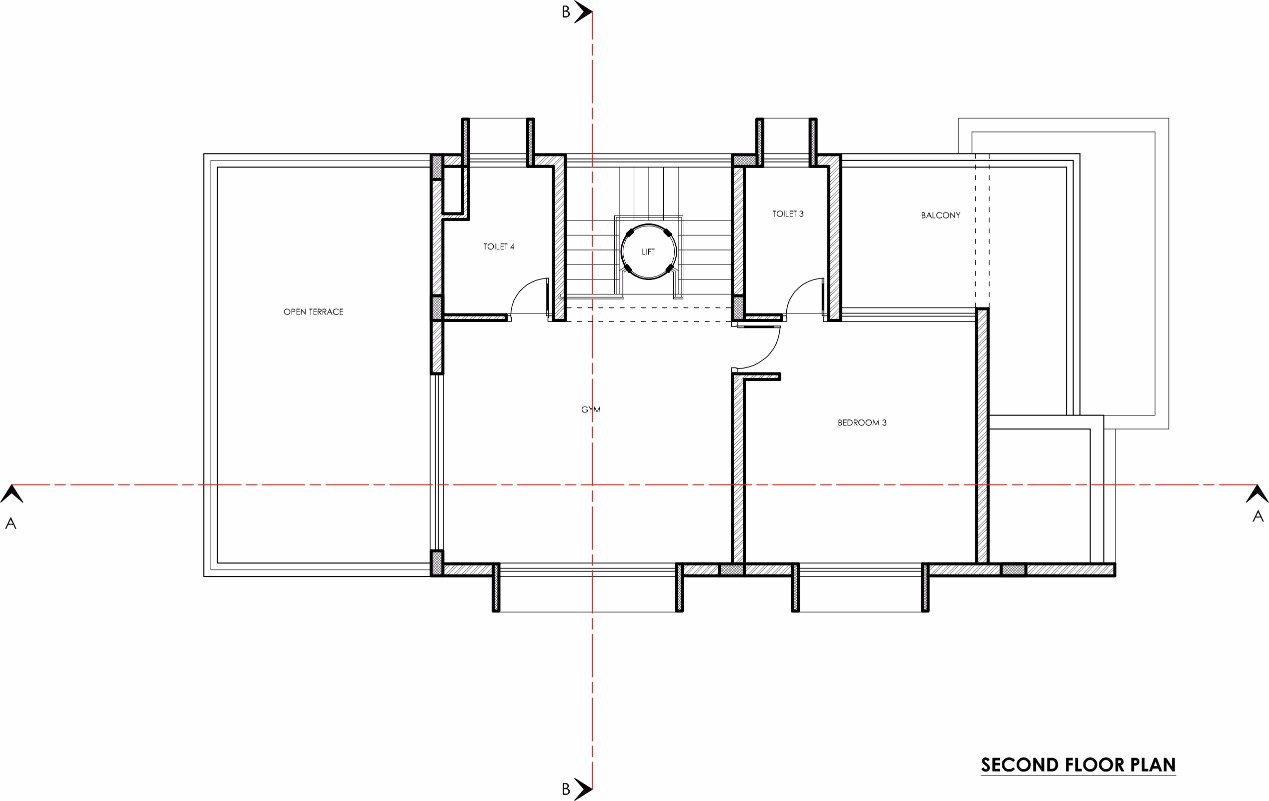 B
TOILET 3
BALCONY
TOILET 4
LIFT
OPEN TERRACE
GYM
BEDROOM 3
A
A
SECOND FLOOR PLAN
B